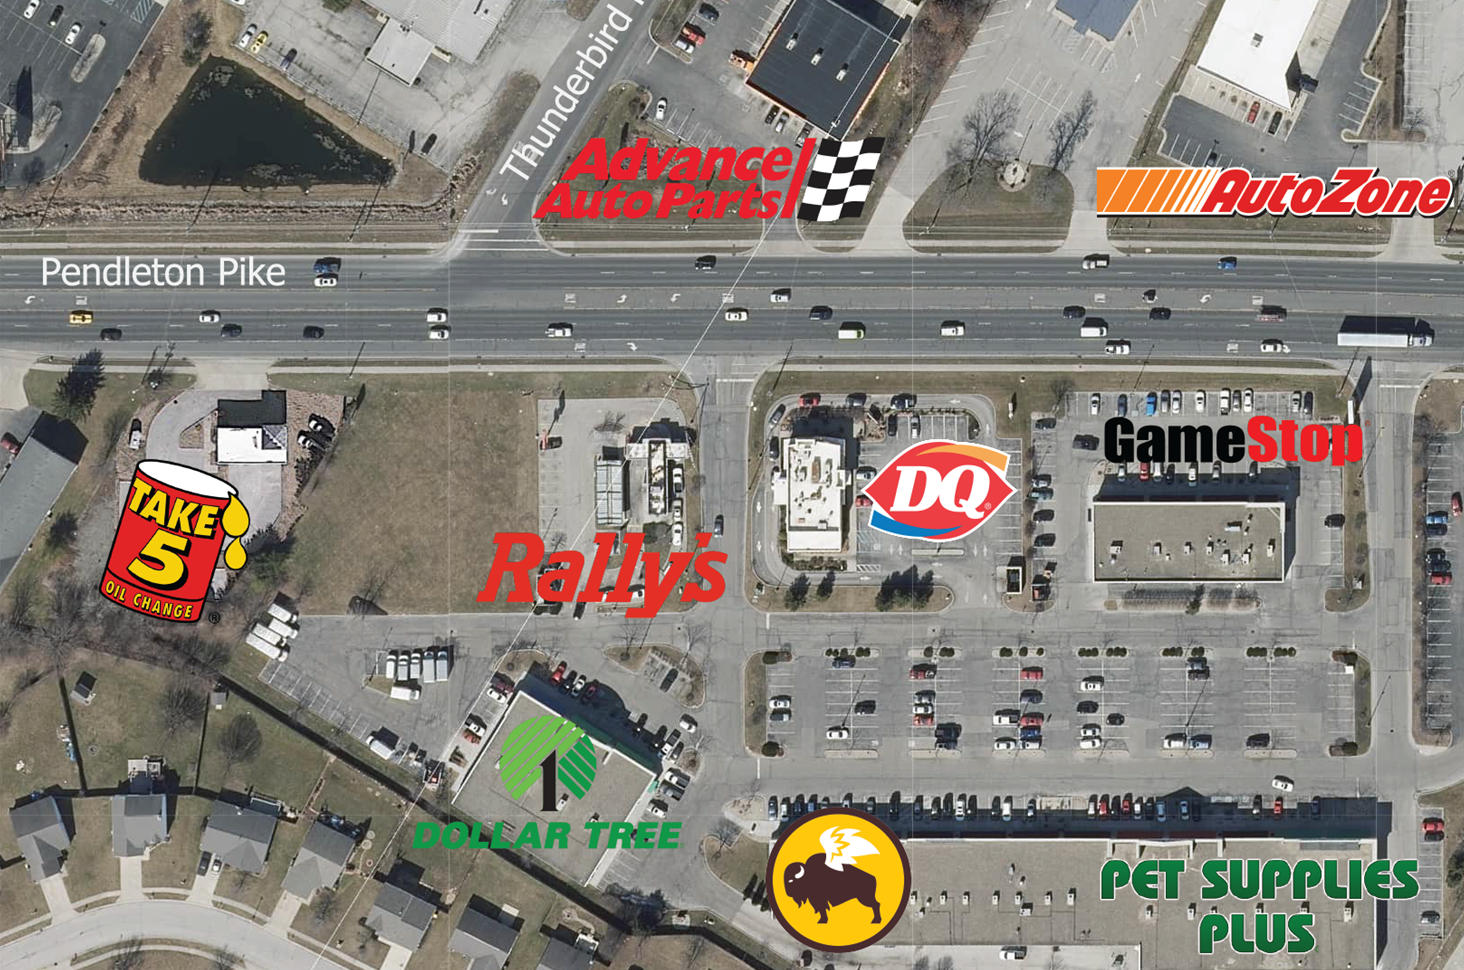 Thunderbird
Advance
Auto Parts
AutoZone
Pendleton Pike
GameStop
DQ
TAKE
5
OIL CHANGE
Rally's
1
DOLLAR TREE
PET SUPPLIES
PLUS